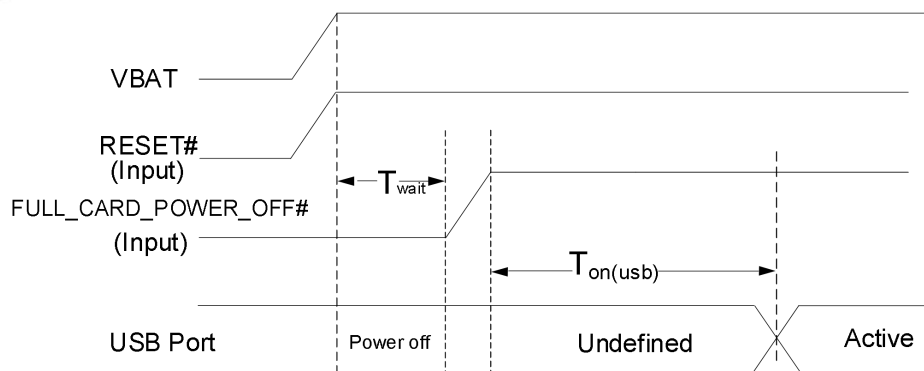 VBAT
RESET#
(Input)
Twait
FULL_CARD_POWER_OFF#
(Input)
Ton(usb)
USB Port
Power off
Undefined
Active